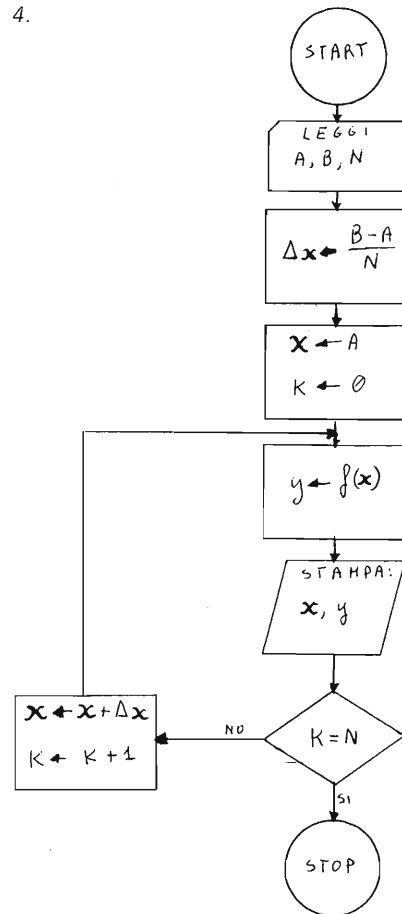 4.
START
LEGGI
A, B, N
Δx ← B-A
N
x ← A
K ← 0
y ← f(x)
STAMPA:
x, y
x ← x+Δx
K ← K+1
NO
K=N
SI
STOP